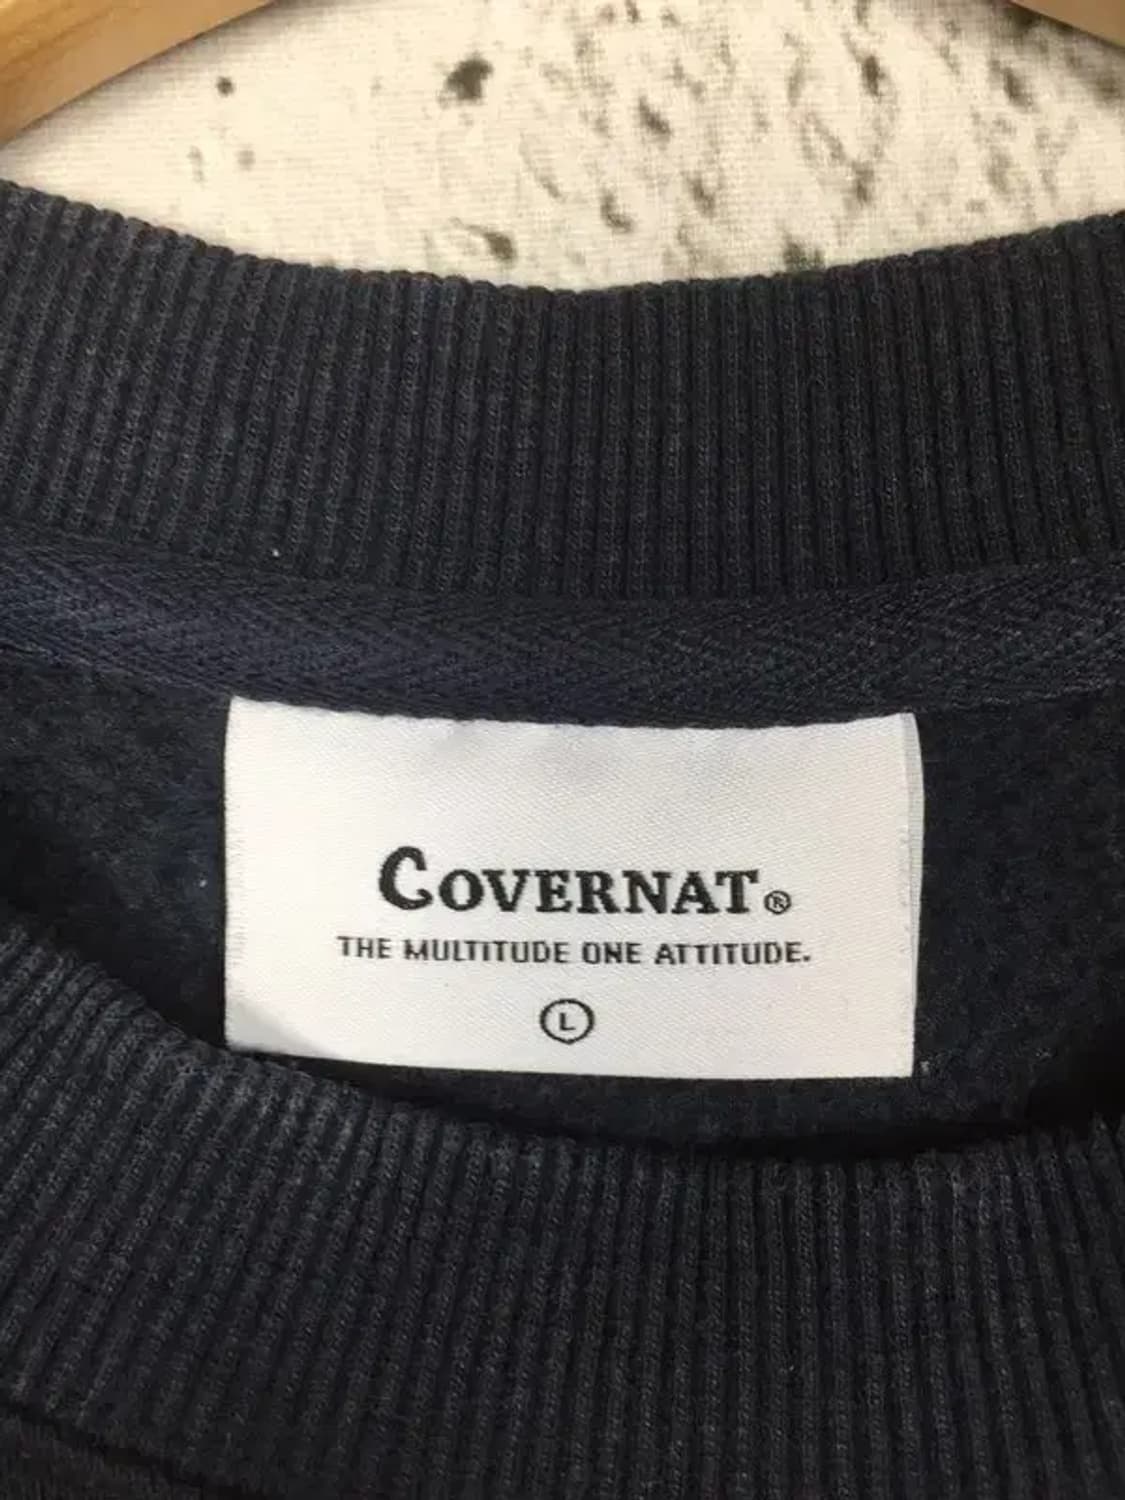 COVERNAT®
THE MULTITUDE ONE ATTITUDE.
L